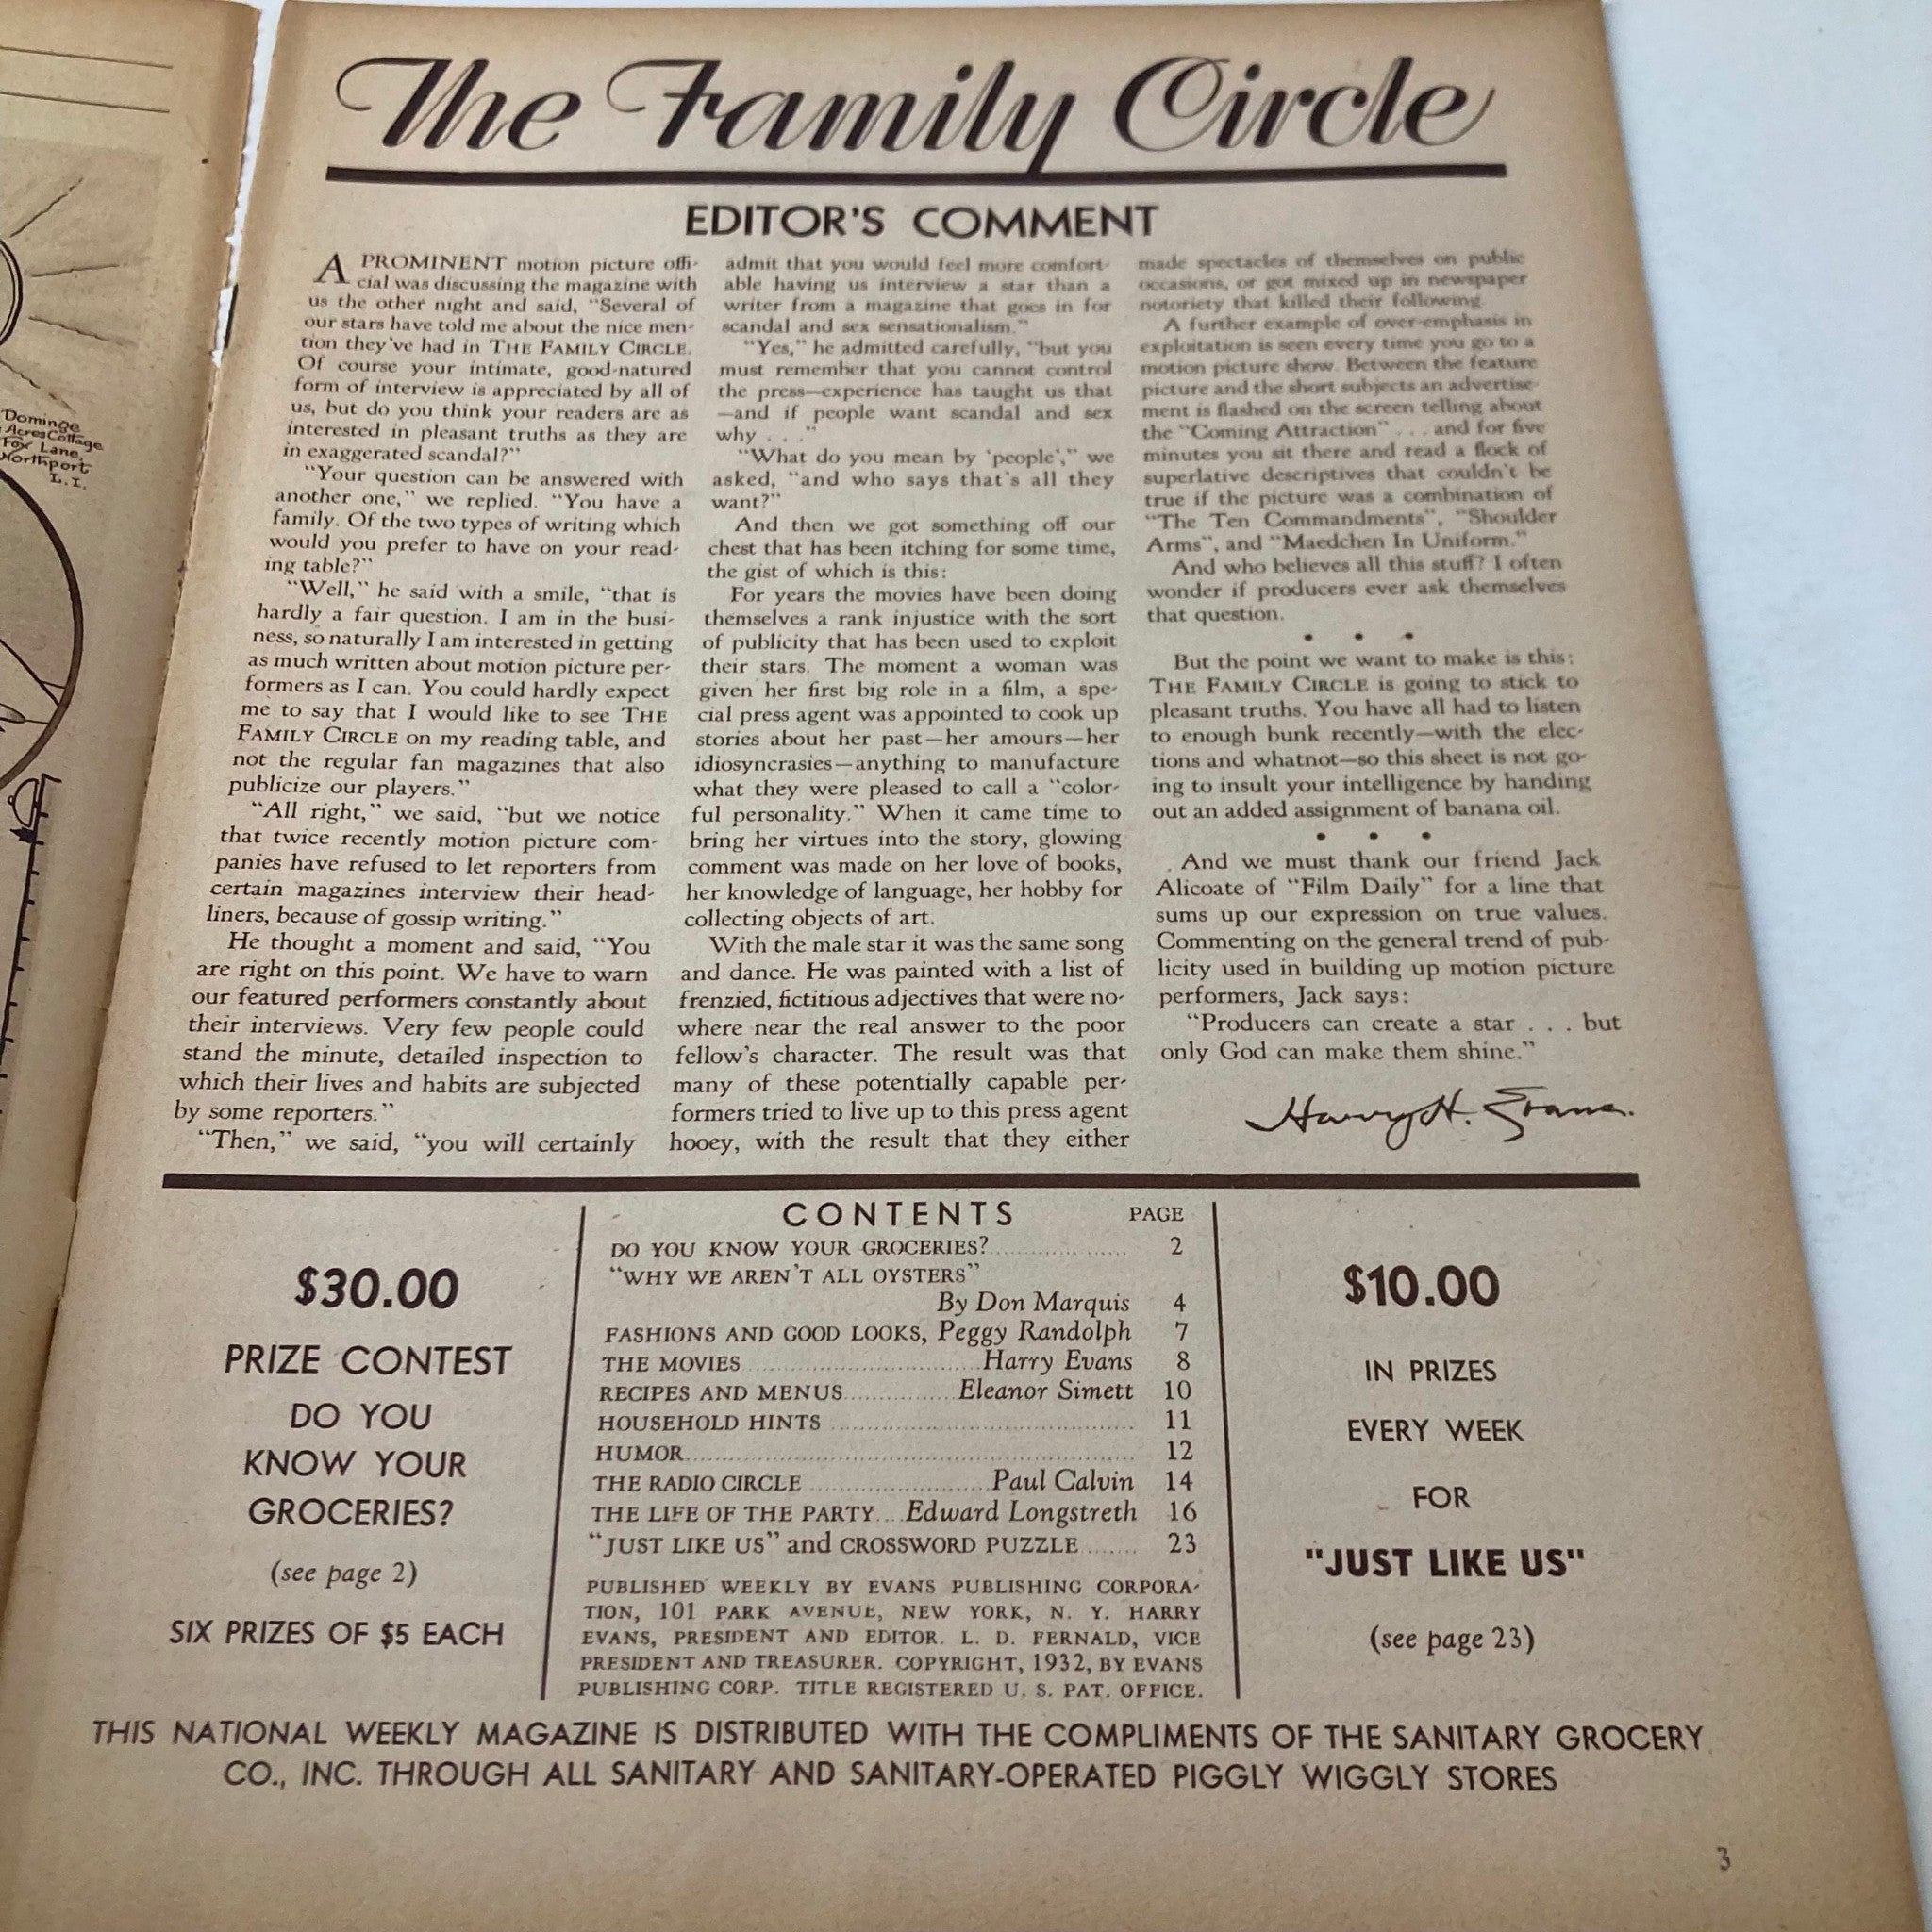 Dominge
Acres Cottage
Fox Lane,
Northport
L.I.
The Family Circle
EDITOR'S COMMENT
A PROMINENT motion picture offi-
cial was discussing the magazine with
us the other night and said, "Several of
our stars have told me about the nice men-
tion they've had in THE FAMILY CIRCLE.
Of course your intimate, good-natured
form of interview is appreciated by all of
us, but do you think your readers are as
interested in pleasant truths as they are
in exaggerated scandal?"
"Your question can be answered with
another one," we replied. "You have a
family. Of the two types of writing which
would you prefer to have on your read-
ing table?"
"Well," he said with a smile, "that is
hardly a fair question. I am in the busi-
ness, so naturally I am interested in getting
as much written about motion picture per-
formers as I can. You could hardly expect
me to say that I would like to see THE
FAMILY CIRCLE on my reading table, and
not the regular fan magazines that also
publicize our players."
"All right," we said, "but we notice
that twice recently motion picture com-
panies have refused to let reporters from
certain magazines interview their head-
liners, because of gossip writing."
He thought a moment and said, "You
are right on this point. We have to warn
our featured performers constantly about
their interviews. Very few people could
stand the minute, detailed inspection to
which their lives and habits are subjected
by some reporters."
"Then," we said, "you will certainly
admit that you would feel more comfort-
able having us interview a star than a
writer from a magazine that goes in for
scandal and sex sensationalism."
"Yes," he admitted carefully, "but you
must remember that you cannot control
the press—experience has taught us that
—and if people want scandal and sex
why . . ."
"What do you mean by 'people'," we
asked, "and who says that's all they
want?"
And then we got something off our
chest that has been itching for some time,
the gist of which is this:
For years the movies have been doing
themselves a rank injustice with the sort
of publicity that has been used to exploit
their stars. The moment a woman was
given her first big role in a film, a spe-
cial press agent was appointed to cook up
stories about her past—her amours—her
idiosyncrasies—anything to manufacture
what they were pleased to call a "color-
ful personality." When it came time to
bring her virtues into the story, glowing
comment was made on her love of books,
her knowledge of language, her hobby for
collecting objects of art.
With the male star it was the same song
and dance. He was painted with a list of
frenzied, fictitious adjectives that were no-
where near the real answer to the poor
fellow's character. The result was that
many of these potentially capable per-
formers tried to live up to this press agent
hooey, with the result that they either
made spectacles of themselves on public
occasions, or got mixed up in newspaper
notoriety that killed their following.
A further example of over-emphasis in
exploitation is seen every time you go to a
motion picture show. Between the feature
picture and the short subjects an advertise-
ment is flashed on the screen telling about
the "Coming Attraction" . . . and for five
minutes you sit there and read a flock of
superlative descriptives that couldn't be
true if the picture was a combination of
"The Ten Commandments", "Shoulder
Arms", and "Maedchen In Uniform."
And who believes all this stuff? I often
wonder if producers ever ask themselves
that question.
• • •
But the point we want to make is this:
THE FAMILY CIRCLE is going to stick to
pleasant truths. You have all had to listen
to enough bunk recently—with the elec-
tions and whatnot—so this sheet is not go-
ing to insult your intelligence by handing
out an added assignment of banana oil.
• • •
And we must thank our friend Jack
Alicoate of "Film Daily" for a line that
sums up our expression on true values.
Commenting on the general trend of pub-
licity used in building up motion picture
performers, Jack says:
"Producers can create a star . . . but
only God can make them shine."
Harry H. Evans.
$30.00
PRIZE CONTEST
DO YOU
KNOW YOUR
GROCERIES?
(see page 2)
SIX PRIZES OF $5 EACH
CONTENTS PAGE
DO YOU KNOW YOUR GROCERIES? 2
"WHY WE AREN'T ALL OYSTERS"
By Don Marquis 4
FASHIONS AND GOOD LOOKS, Peggy Randolph 7
THE MOVIES Harry Evans 8
RECIPES AND MENUS Eleanor Simett 10
HOUSEHOLD HINTS 11
HUMOR 12
THE RADIO CIRCLE Paul Calvin 14
THE LIFE OF THE PARTY Edward Longstreth 16
"JUST LIKE US" and CROSSWORD PUZZLE 23
PUBLISHED WEEKLY BY EVANS PUBLISHING CORPORA-
TION, 101 PARK AVENUE, NEW YORK, N. Y. HARRY
EVANS, PRESIDENT AND EDITOR. L. D. FERNALD, VICE
PRESIDENT AND TREASURER. COPYRIGHT, 1932, BY EVANS
PUBLISHING CORP. TITLE REGISTERED U. S. PAT. OFFICE.
$10.00
IN PRIZES
EVERY WEEK
FOR
"JUST LIKE US"
(see page 23)
THIS NATIONAL WEEKLY MAGAZINE IS DISTRIBUTED WITH THE COMPLIMENTS OF THE SANITARY GROCERY
CO., INC. THROUGH ALL SANITARY AND SANITARY-OPERATED PIGGLY WIGGLY STORES
3